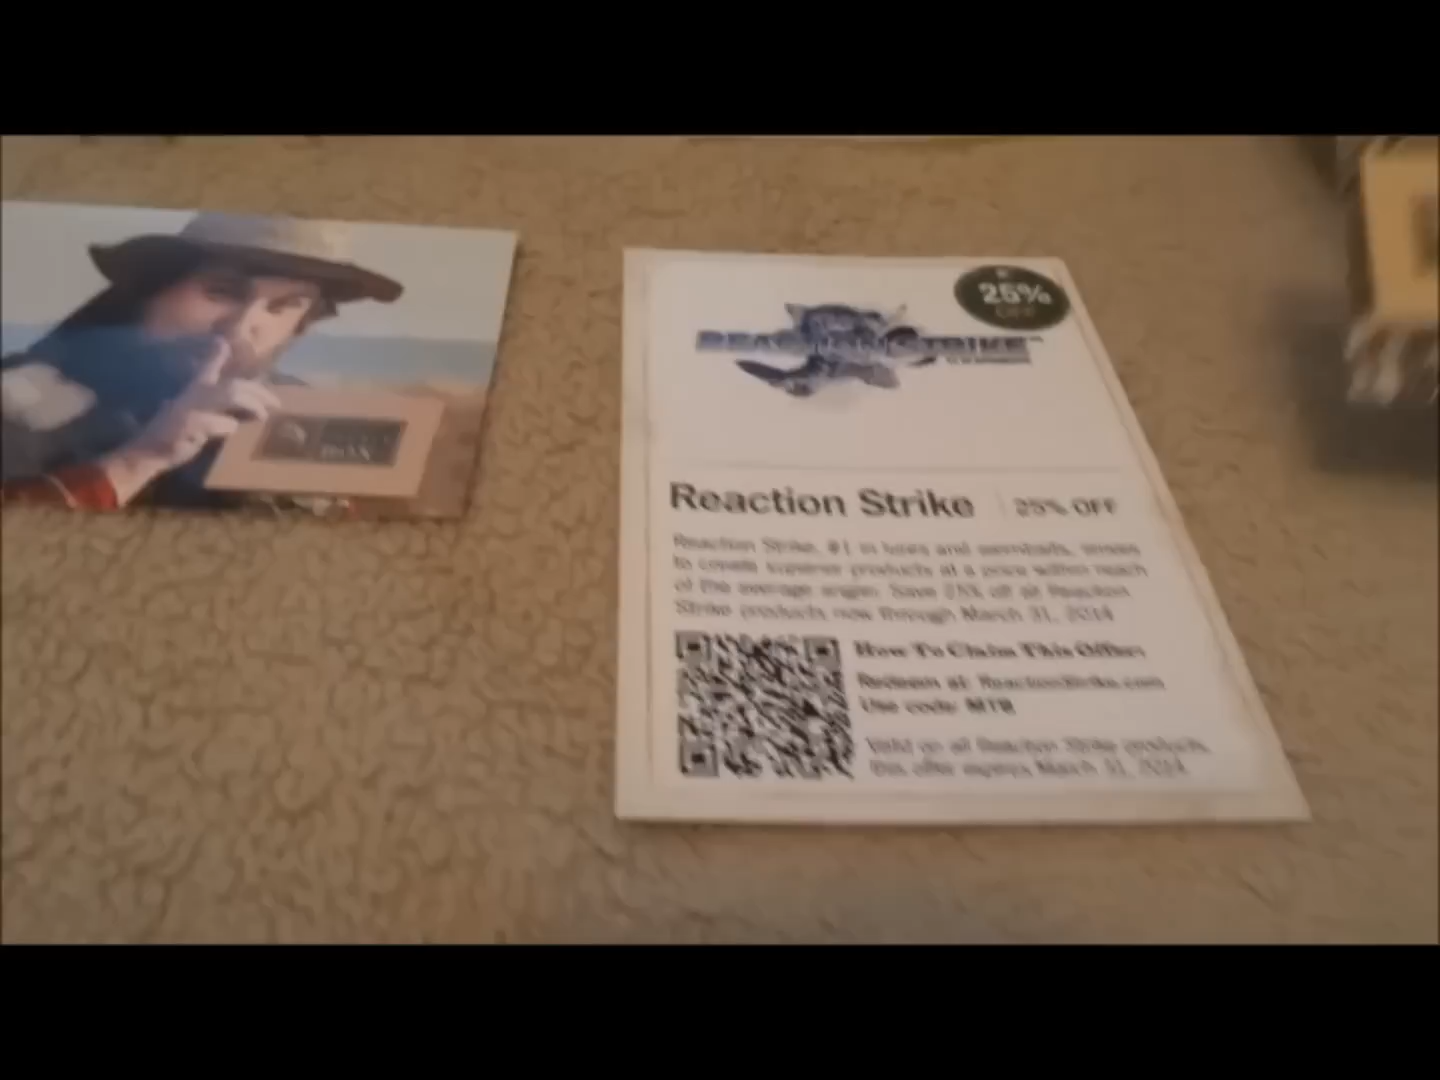 BOX
25%
OFF
REACTION STRIKE
Reaction Strike 25% OFF
Reaction Strike, #1 in lures and swimbaits, strives
to create superior products at a price within reach
of the average angler. Save 25% off all Reaction
Strike products now through March 31, 2014
How To Claim This Offer:
Redeem at: ReactionStrike.com
Use code: MTB
Valid on all Reaction Strike products,
this offer expires March 31, 2014